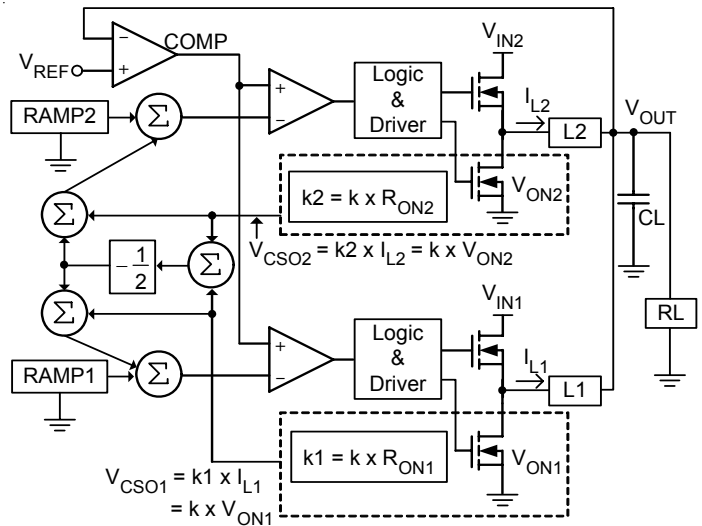 COMP
V_REF
−
+
V_IN2
Logic
&
Driver
+
−
I_L2
V_OUT
L2
RAMP2
Σ
k2 = k x R_ON2
V_ON2
CL
Σ
Σ
V_CSO2 = k2 x I_L2 = k x V_ON2
−1/2
Σ
V_IN1
RL
Logic
&
Driver
+
−
I_L1
L1
RAMP1
Σ
k1 = k x R_ON1
V_ON1
V_CSO1 = k1 x I_L1
= k x V_ON1